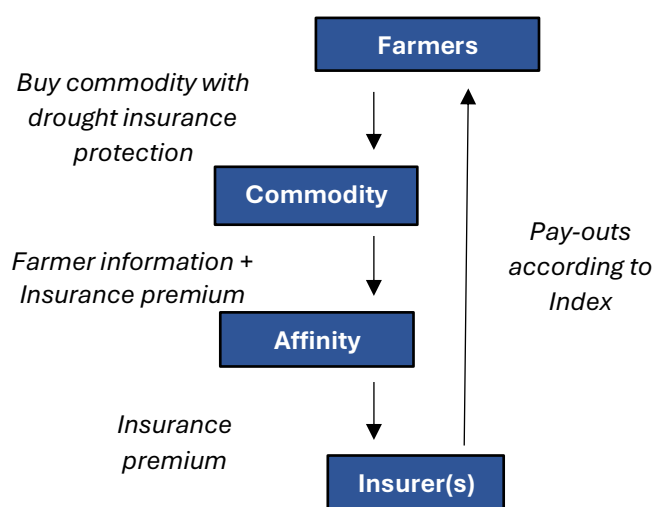 Farmers
Buy commodity with
drought insurance
protection
Commodity
Pay-outs
according to
Index
Farmer information +
Insurance premium
Affinity
Insurance
premium
Insurer(s)